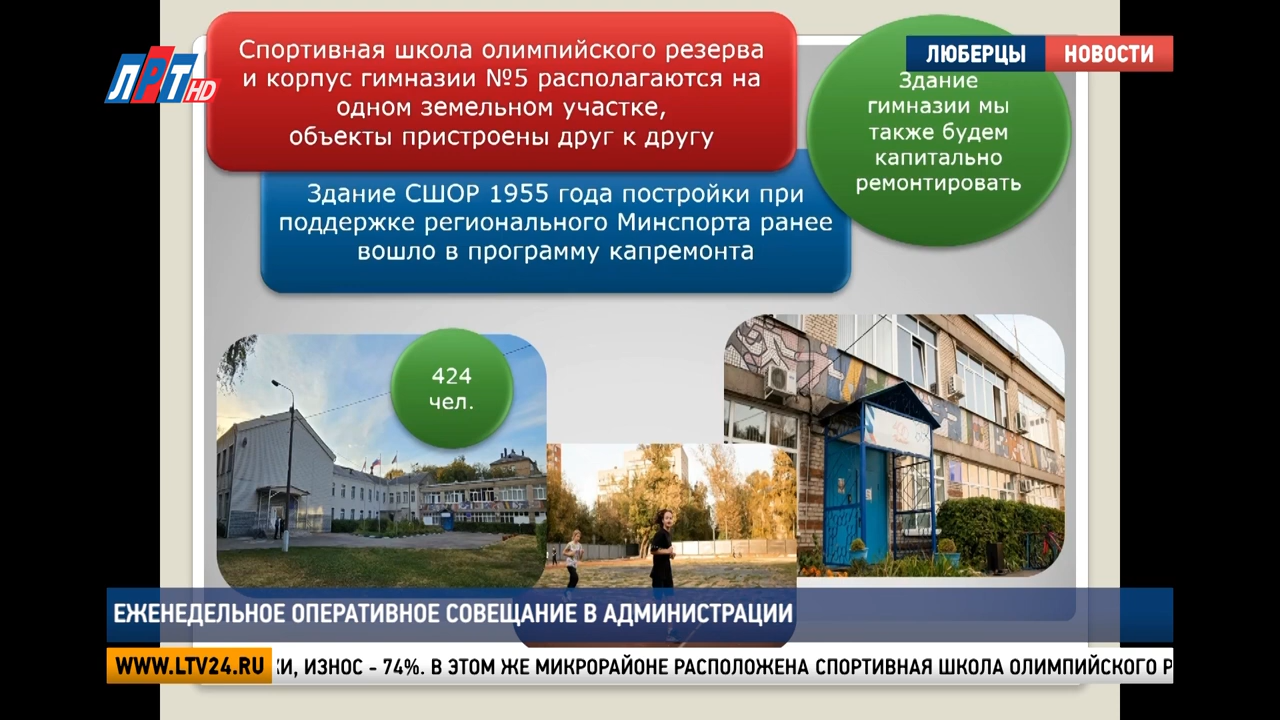 ЛРТ HD
ЛЮБЕРЦЫ НОВОСТИ
Спортивная школа олимпийского резерва
и корпус гимназии №5 располагаются на
одном земельном участке,
объекты пристроены друг к другу
Здание
гимназии мы
также будем
капитально
ремонтировать
Здание СШОР 1955 года постройки при
поддержке регионального Минспорта ранее
вошло в программу капремонта
424
чел.
ЕЖЕНЕДЕЛЬНОЕ ОПЕРАТИВНОЕ СОВЕЩАНИЕ В АДМИНИСТРАЦИИ
WWW.LTV24.RU
, ИЗНОС - 74%. В ЭТОМ ЖЕ МИКРОРАЙОНЕ РАСПОЛОЖЕНА СПОРТИВНАЯ ШКОЛА ОЛИМПИЙСКОГО Р